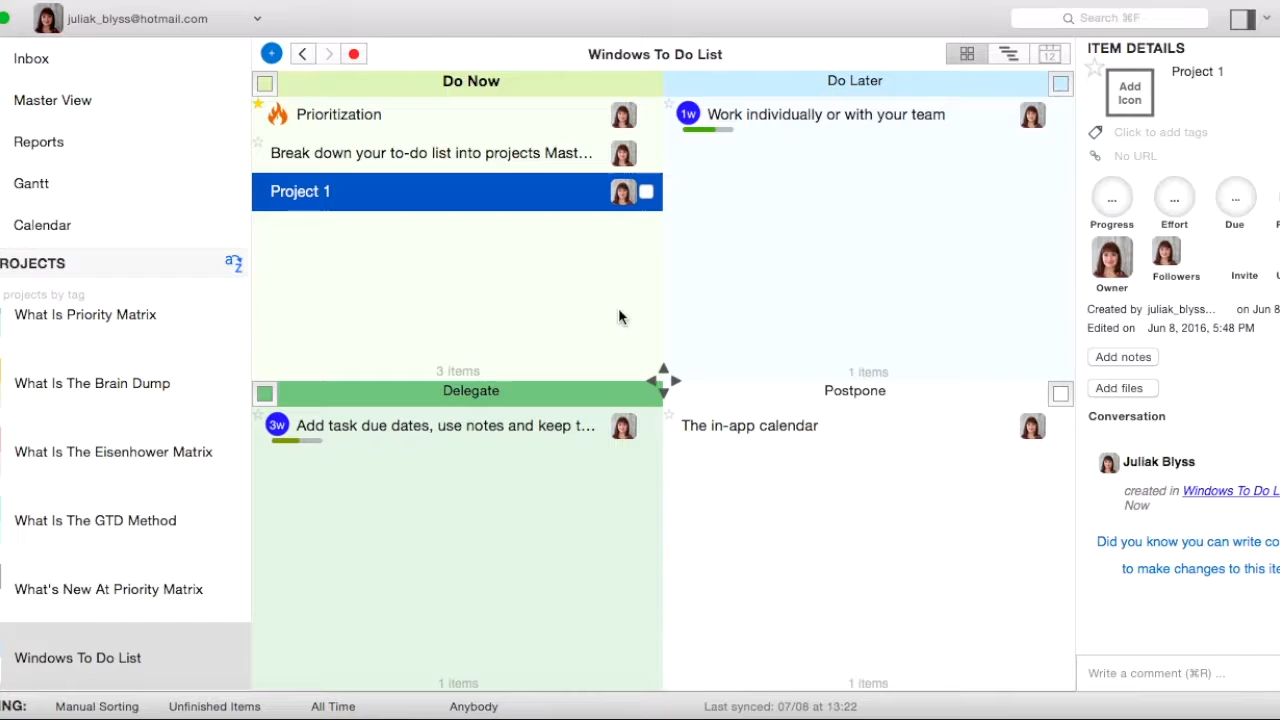 juliak_blyss@hotmail.com
Search ⌘F
Inbox
Master View
Reports
Gantt
Calendar
ROJECTS
projects by tag
What Is Priority Matrix
What Is The Brain Dump
What Is The Eisenhower Matrix
What Is The GTD Method
What's New At Priority Matrix
Windows To Do List
Windows To Do List
12
Do Now
Prioritization
Break down your to-do list into projects Mast...
Project 1
3 items
Do Later
1w Work individually or with your team
1 items
Delegate
3w Add task due dates, use notes and keep t...
1 items
Postpone
The in-app calendar
1 items
ITEM DETAILS
Project 1
Add
Icon
Click to add tags
No URL
... ... ...
Progress Effort Due
Owner Followers Invite
Created by juliak_blyss... on Jun 8
Edited on Jun 8, 2016, 5:48 PM
Add notes
Add files
Conversation
Juliak Blyss
created in Windows To Do L
Now
Did you know you can write co
to make changes to this ite
Write a comment (⌘R) ...
NG: Manual Sorting Unfinished Items All Time Anybody Last synced: 07/08 at 13:22